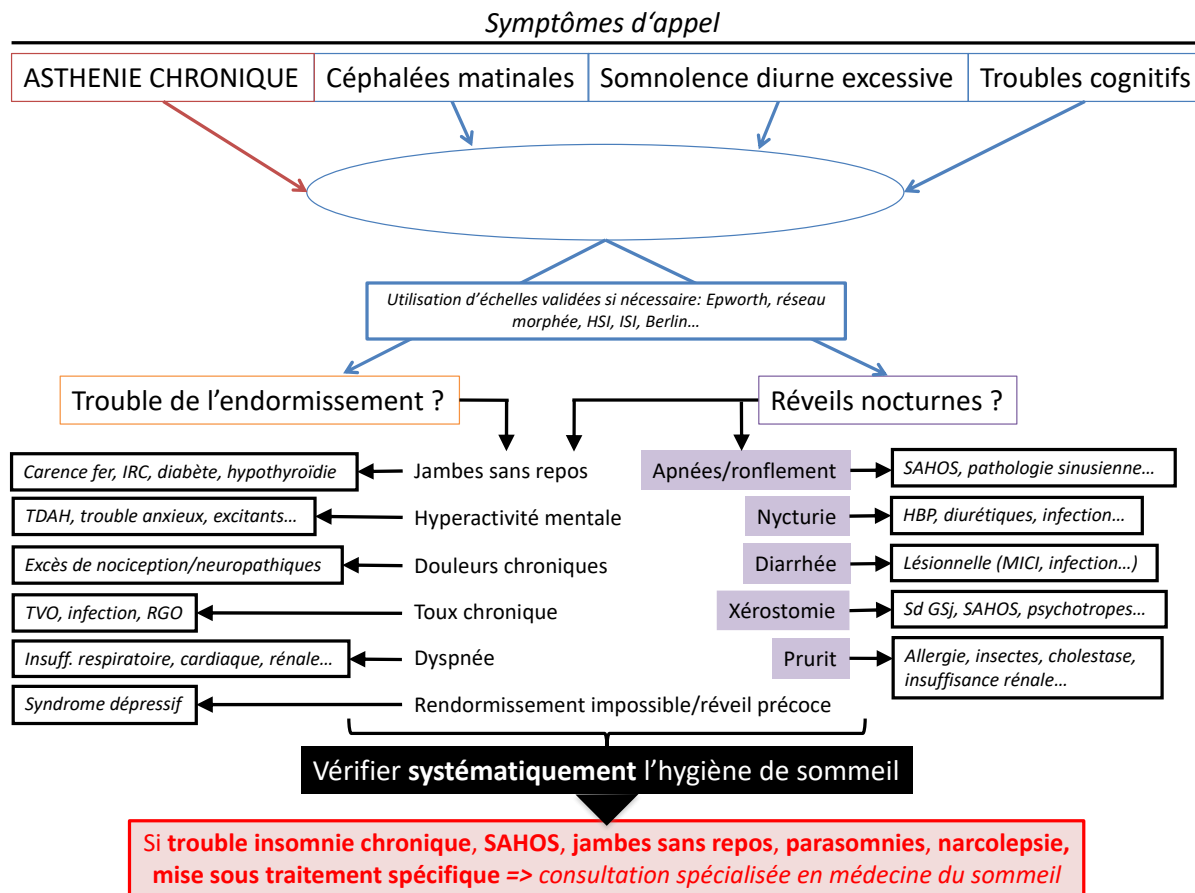 Symptômes d‘appel
ASTHENIE CHRONIQUE
Céphalées matinales
Somnolence diurne excessive
Troubles cognitifs
Utilisation d’échelles validées si nécessaire: Epworth, réseau
morphée, HSI, ISI, Berlin…
Trouble de l’endormissement ?
Réveils nocturnes ?
Carence fer, IRC, diabète, hypothyroïdie
Jambes sans repos
Apnées/ronflement
SAHOS, pathologie sinusienne…
TDAH, trouble anxieux, excitants…
Hyperactivité mentale
Nycturie
HBP, diurétiques, infection…
Excès de nociception/neuropathiques
Douleurs chroniques
Diarrhée
Lésionnelle (MICI, infection…)
TVO, infection, RGO
Toux chronique
Xérostomie
Sd GSj, SAHOS, psychotropes…
Insuff. respiratoire, cardiaque, rénale…
Dyspnée
Prurit
Allergie, insectes, cholestase,
insuffisance rénale…
Syndrome dépressif
Rendormissement impossible/réveil précoce
Vérifier systématiquement l’hygiène de sommeil
Si trouble insomnie chronique, SAHOS, jambes sans repos, parasomnies, narcolepsie,
mise sous traitement spécifique => consultation spécialisée en médecine du sommeil